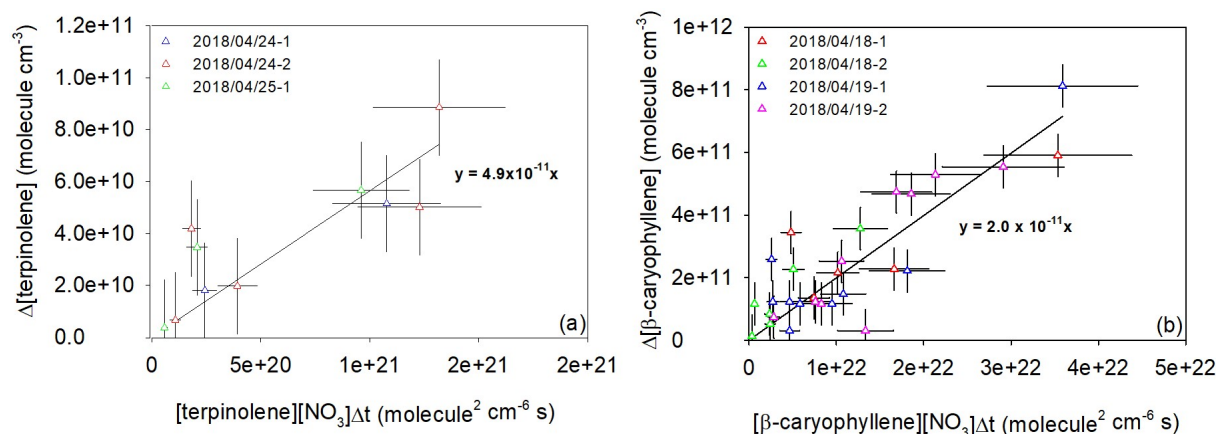 1.2e+11
1.0e+11
8.0e+10
6.0e+10
4.0e+10
2.0e+10
0.0
Δ[terpinolene] (molecule cm⁻³)
2018/04/24-1
2018/04/24-2
2018/04/25-1
y = 4.9x10⁻¹¹x
(a)
0 5e+20 1e+21 2e+21 2e+21
[terpinolene][NO₃]Δt (molecule² cm⁻⁶ s)
1e+12
8e+11
6e+11
4e+11
2e+11
0
Δ[β-caryophyllene] (molecule cm⁻³)
2018/04/18-1
2018/04/18-2
2018/04/19-1
2018/04/19-2
y = 2.0 x 10⁻¹¹x
(b)
0 1e+22 2e+22 3e+22 4e+22 5e+22
[β-caryophyllene][NO₃]Δt (molecule² cm⁻⁶ s)